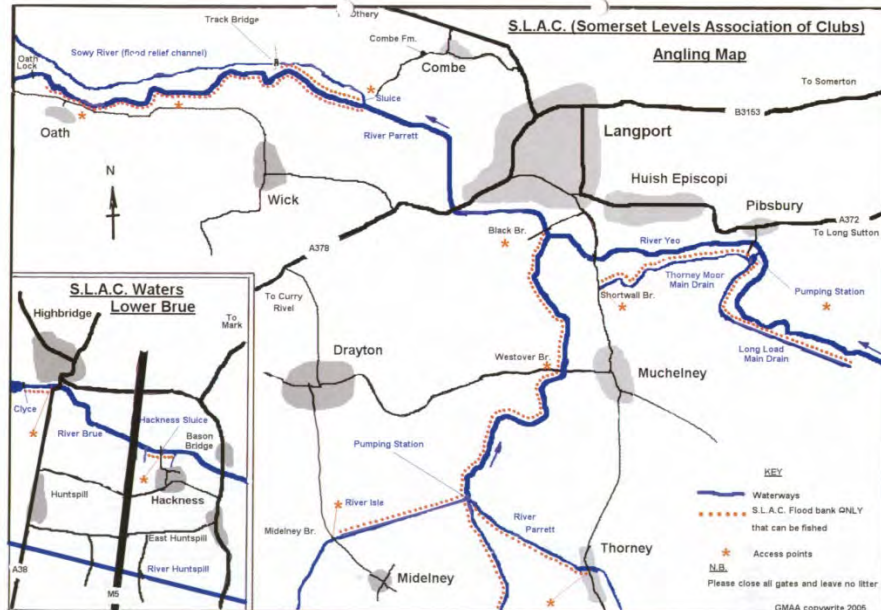 S.L.A.C. (Somerset Levels Association of Clubs)
Angling Map
Othery
Track Bridge
Combe Fm.
Combe
Sowy River (flood relief channel)
Oath
Lock
Sluice
To Somerton
B3153
Oath
River Parrett
Langport
Huish Episcopi
Pibsbury
N
Wick
A372
To Long Sutton
A378
Black Br.
River Yeo
Thorney Moor
Main Drain
Pumping Station
Shortwall Br.
To Curry
Rivel
Long Load
Main Drain
Drayton
Westover Br.
Muchelney
Pumping Station
River Isle
River
Parrett
Midelney Br.
Midelney
Thorney
S.L.A.C. Waters
Lower Brue
Highbridge
To
Mark
Clyce
Hackness Sluice
River Brue
Bason
Bridge
Huntspill
Hackness
East Huntspill
A38
River Huntspill
M5
KEY
Waterways
S.L.A.C. Flood bank ONLY
that can be fished
Access points
N.B.
Please close all gates and leave no litter
GMAA copywrite 2005